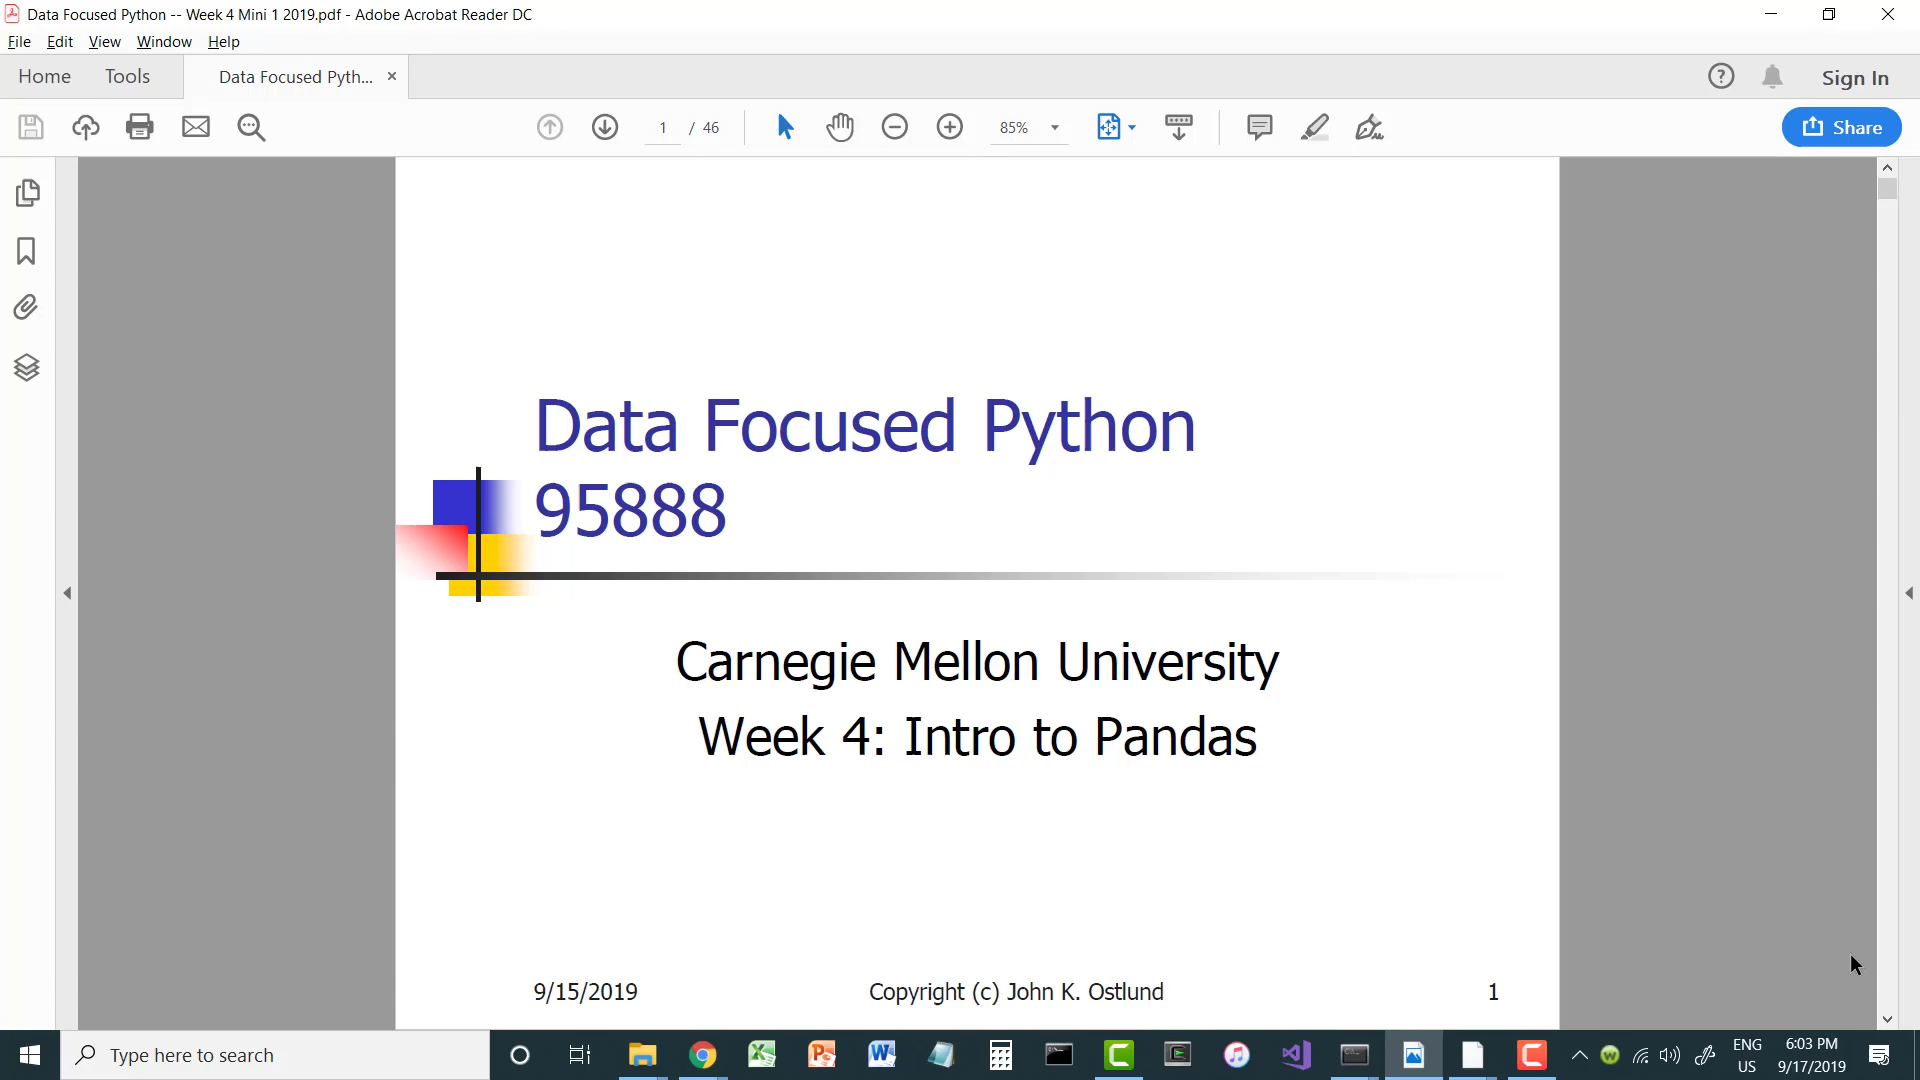 Data Focused Python -- Week 4 Mini 1 2019.pdf - Adobe Acrobat Reader DC
File Edit View Window Help
Home Tools Data Focused Pyth... × Sign In
1 / 46 85% Share
Data Focused Python
95888
Carnegie Mellon University
Week 4: Intro to Pandas
9/15/2019 Copyright (c) John K. Ostlund 1
Type here to search
ENG
US
6:03 PM
9/17/2019